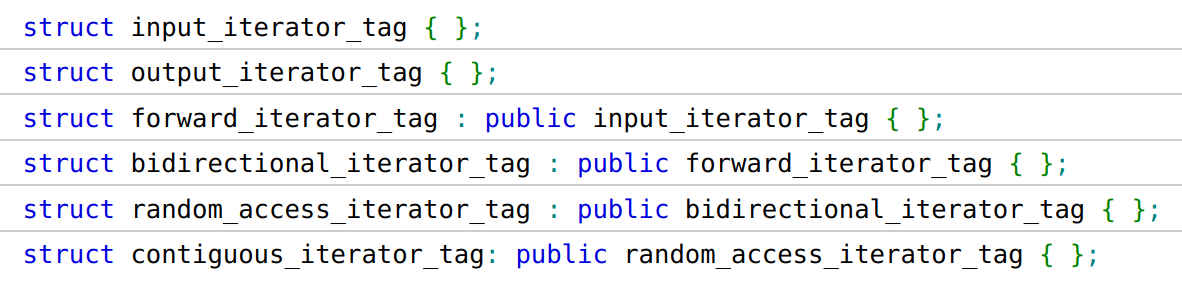 struct input_iterator_tag { };
struct output_iterator_tag { };
struct forward_iterator_tag : public input_iterator_tag { };
struct bidirectional_iterator_tag : public forward_iterator_tag { };
struct random_access_iterator_tag : public bidirectional_iterator_tag { };
struct contiguous_iterator_tag: public random_access_iterator_tag { };